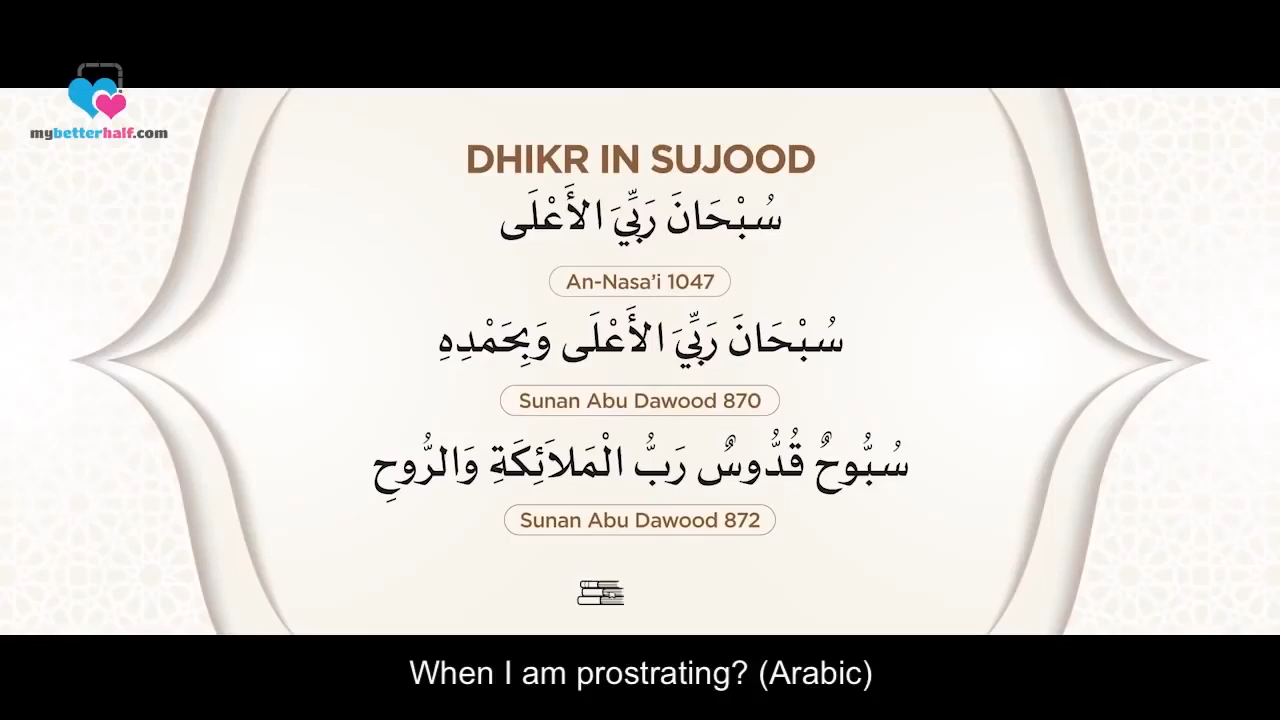 mybetterhalf.com
DHIKR IN SUJOOD
سُبْحَانَ رَبِّيَ الأَعْلَى
An-Nasa’i 1047
سُبْحَانَ رَبِّيَ الأَعْلَى وَبِحَمْدِهِ
Sunan Abu Dawood 870
سُبُّوحٌ قُدُّوسٌ رَبُّ الْمَلاَئِكَةِ وَالرُّوحِ
Sunan Abu Dawood 872
When I am prostrating? (Arabic)